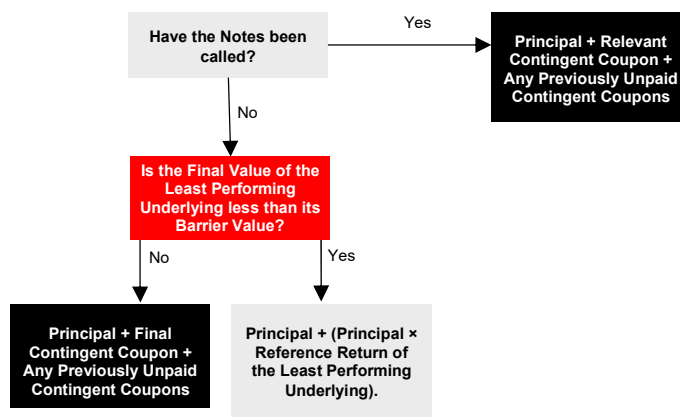 Have the Notes been
called?
Yes
Principal + Relevant
Contingent Coupon +
Any Previously Unpaid
Contingent Coupons
No
Is the Final Value of the
Least Performing
Underlying less than its
Barrier Value?
No
Yes
Principal + Final
Contingent Coupon +
Any Previously Unpaid
Contingent Coupons
Principal + (Principal ×
Reference Return of
the Least Performing
Underlying).